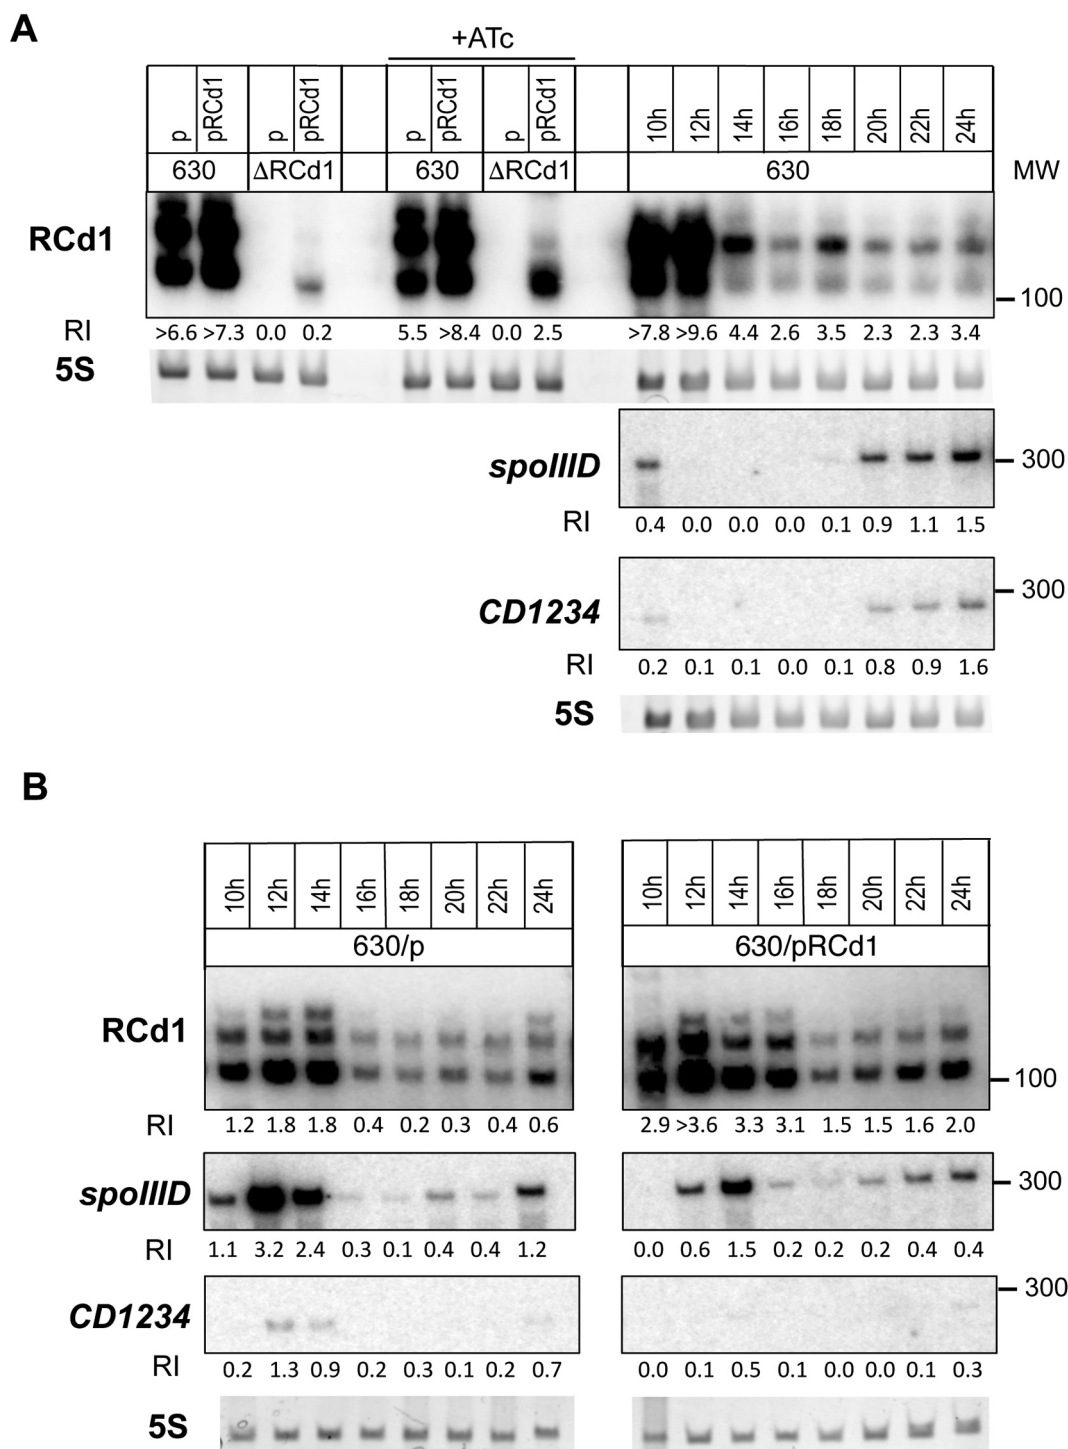 A
+ATc
p pRCd1 p pRCd1 p pRCd1 p pRCd1 10h 12h 14h 16h 18h 20h 22h 24h
630 ΔRCd1 630 ΔRCd1 630 MW
RCd1
100
RI >6.6 >7.3 0.0 0.2 5.5 >8.4 0.0 2.5 >7.8 >9.6 4.4 2.6 3.5 2.3 2.3 3.4
5S
spoIIID 300
RI 0.4 0.0 0.0 0.0 0.1 0.9 1.1 1.5
300
CD1234
RI 0.2 0.1 0.1 0.0 0.1 0.8 0.9 1.6
5S
B
10h 12h 14h 16h 18h 20h 22h 24h 10h 12h 14h 16h 18h 20h 22h 24h
630/p 630/pRCd1
RCd1
100
RI 1.2 1.8 1.8 0.4 0.2 0.3 0.4 0.6 2.9 >3.6 3.3 3.1 1.5 1.5 1.6 2.0
spoIIID 300
RI 1.1 3.2 2.4 0.3 0.1 0.4 0.4 1.2 0.0 0.6 1.5 0.2 0.2 0.2 0.4 0.4
300
CD1234
RI 0.2 1.3 0.9 0.2 0.3 0.1 0.2 0.7 0.0 0.1 0.5 0.1 0.0 0.0 0.1 0.3
5S